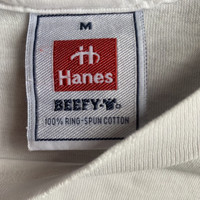 M
Hanes
BEEFY-T®
100% RING-SPUN COTTON